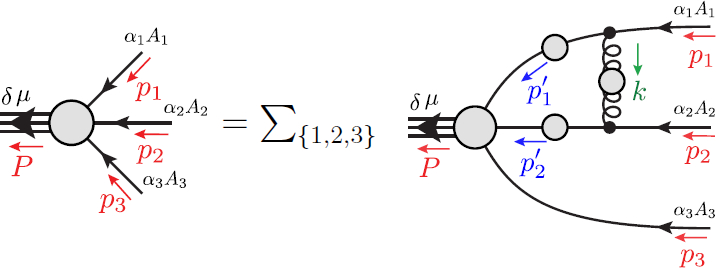 α₁A₁
p₁
δ μ
α₂A₂
p₂
P
α₃A₃
p₃
= ∑{1,2,3}
α₁A₁
p₁
p′₁
k
δ μ
α₂A₂
p₂
p′₂
P
α₃A₃
p₃